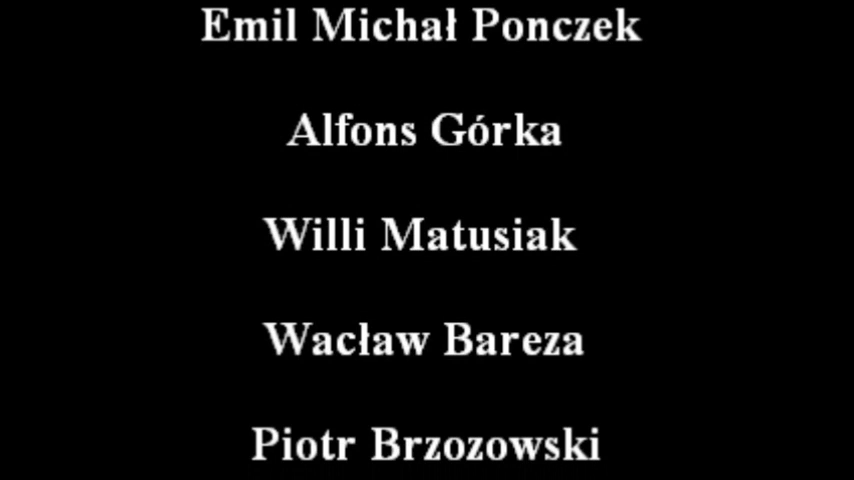 Emil Michał Ponczek
Alfons Górka
Willi Matusiak
Wacław Bareza
Piotr Brzozowski